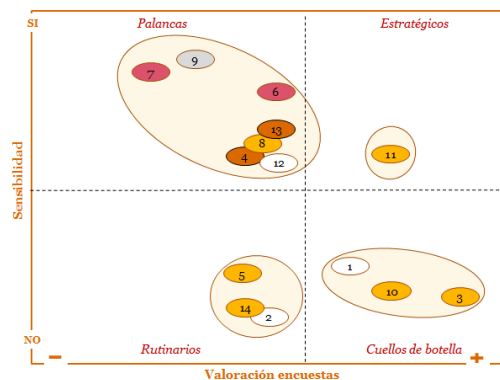 Palancas
Estratégicos
SI
9
7
6
13
8
4
12
11
Sensibilidad
1
5
10
3
14
2
NO
Rutinarios
Cuellos de botella
− +
Valoración encuestas